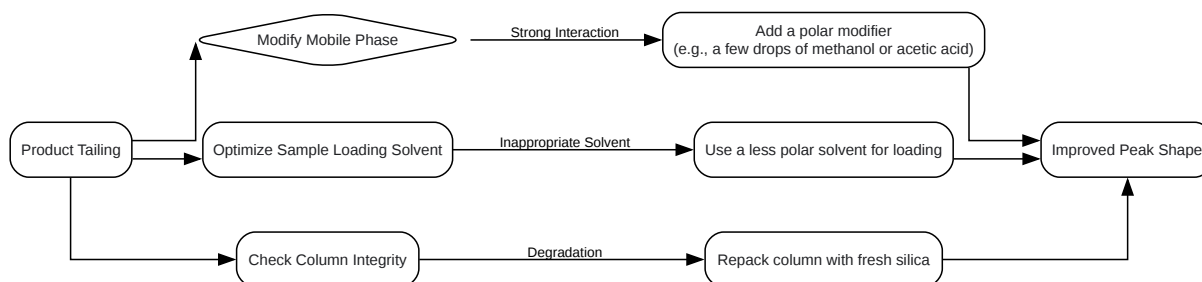 Modify Mobile Phase
Strong Interaction
Add a polar modifier
(e.g., a few drops of methanol or acetic acid)
Product Tailing
Optimize Sample Loading Solvent
Inappropriate Solvent
Use a less polar solvent for loading
Improved Peak Shape
Check Column Integrity
Degradation
Repack column with fresh silica